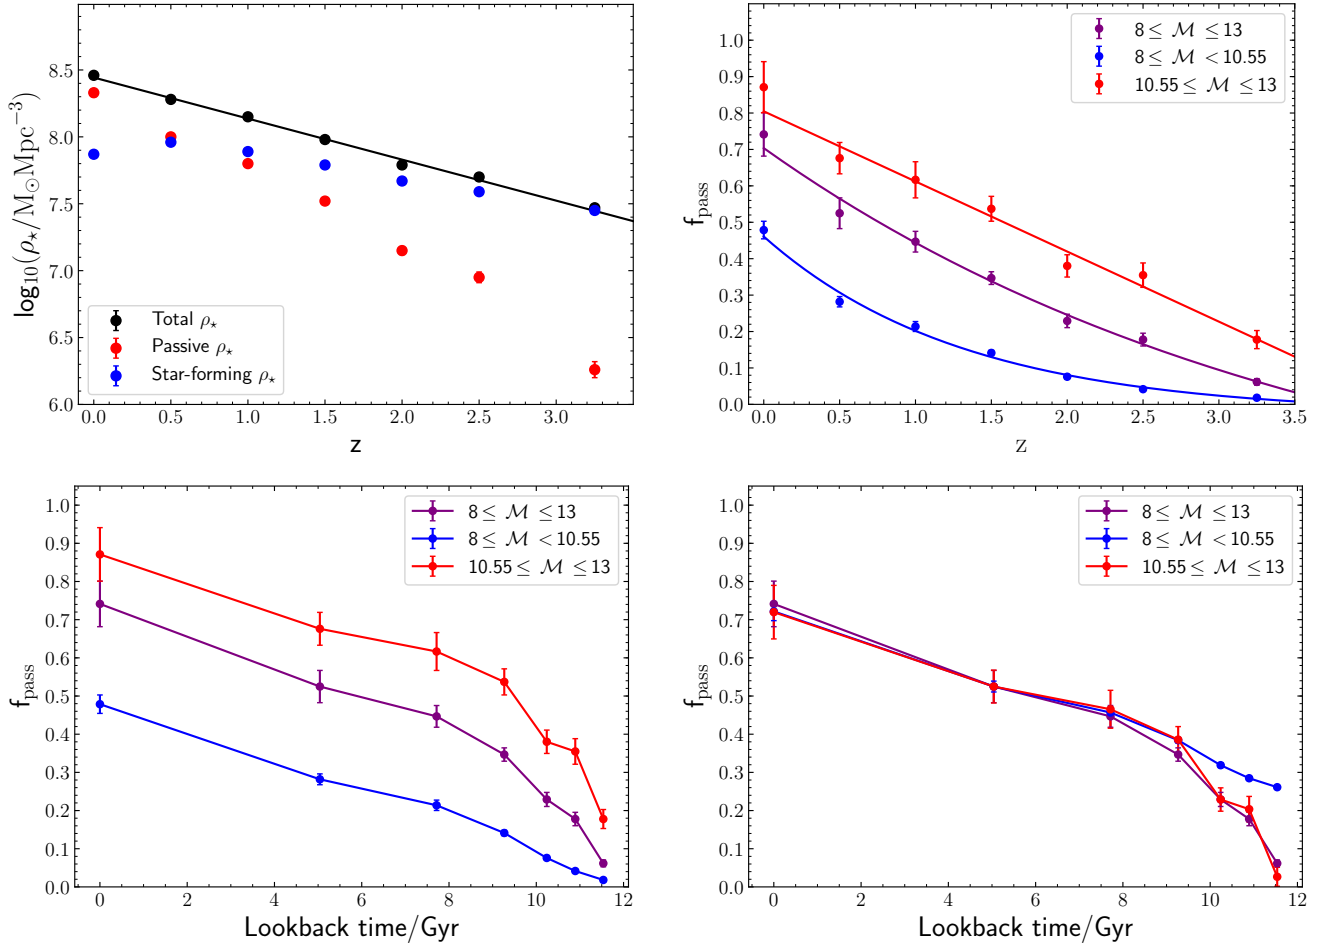 8.5
8.0
7.5
7.0
6.5
6.0
log₁₀(ρ⋆/M⊙Mpc⁻³)
Total ρ⋆
Passive ρ⋆
Star-forming ρ⋆
0.0 0.5 1.0 1.5 2.0 2.5 3.0
z
1.0
0.9
0.8
0.7
0.6
0.5
0.4
0.3
0.2
0.1
0.0
f_pass
8 ≤ ℳ ≤ 13
8 ≤ ℳ < 10.55
10.55 ≤ ℳ ≤ 13
0.0 0.5 1.0 1.5 2.0 2.5 3.0 3.5
z
1.0
0.9
0.8
0.7
0.6
0.5
0.4
0.3
0.2
0.1
0.0
f_pass
8 ≤ ℳ ≤ 13
8 ≤ ℳ < 10.55
10.55 ≤ ℳ ≤ 13
0 2 4 6 8 10 12
Lookback time/Gyr
1.0
0.9
0.8
0.7
0.6
0.5
0.4
0.3
0.2
0.1
0.0
f_pass
8 ≤ ℳ ≤ 13
8 ≤ ℳ < 10.55
10.55 ≤ ℳ ≤ 13
0 2 4 6 8 10 12
Lookback time/Gyr